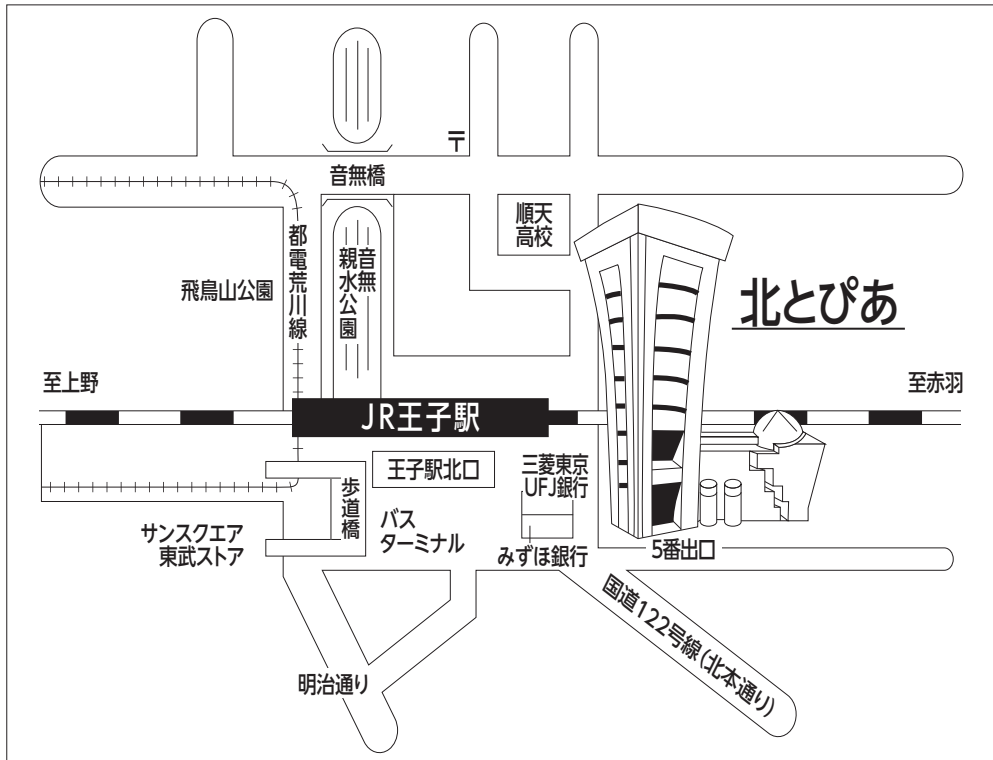 〒
音無橋
順天
高校
都電荒川線
音無
親水公園
飛鳥山公園
北とぴあ
至上野
至赤羽
JR王子駅
王子駅北口
三菱東京
UFJ銀行
歩道橋
バス
ターミナル
サンスクエア
東武ストア
みずほ銀行
5番出口
国道122号線(北本通り)
明治通り